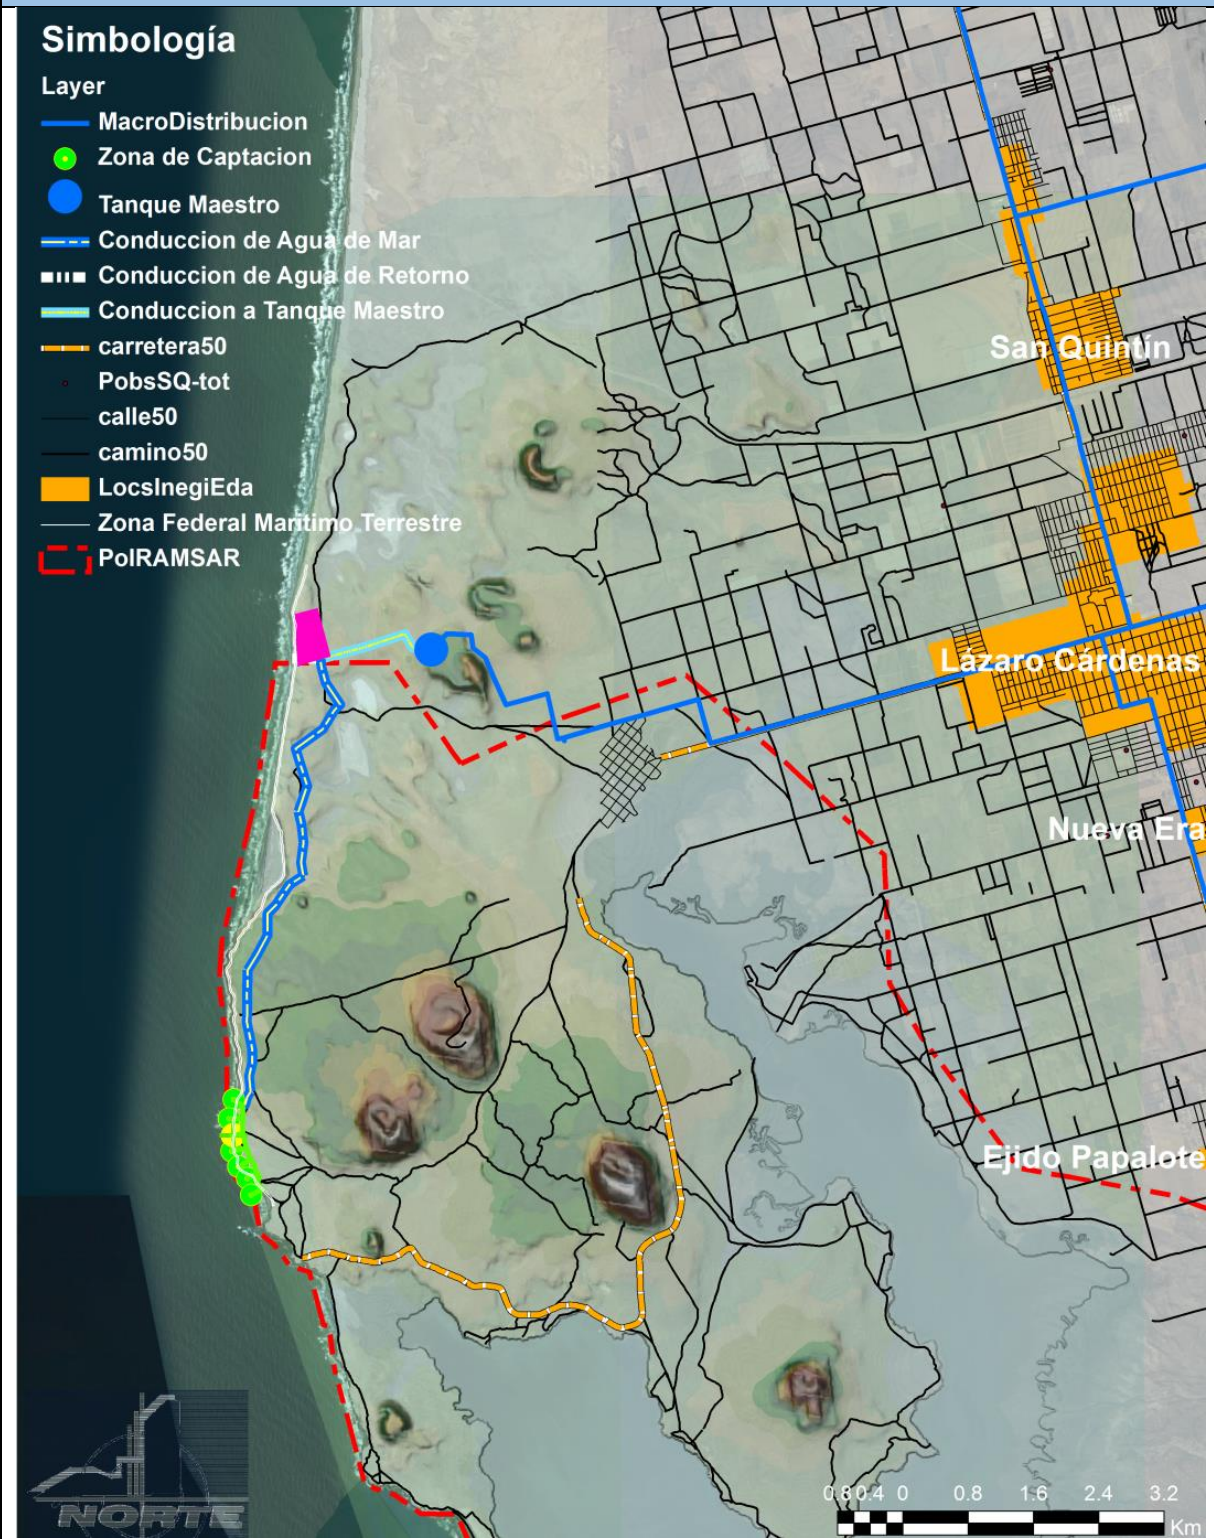 Simbología
Layer
MacroDistribucion
Zona de Captacion
Tanque Maestro
Conduccion de Agua de Mar
Conduccion de Agua de Retorno
Conduccion a Tanque Maestro
carretera50
PobsSQ-tot
calle50
camino50
LocsInegiEda
Zona Federal Maritimo Terrestre
PolRAMSAR
San Quintín
Lázaro Cárdenas
Nueva Era
Ejido Papalote
NORTE
0.8 0.4 0 0.8 1.6 2.4 3.2
Km